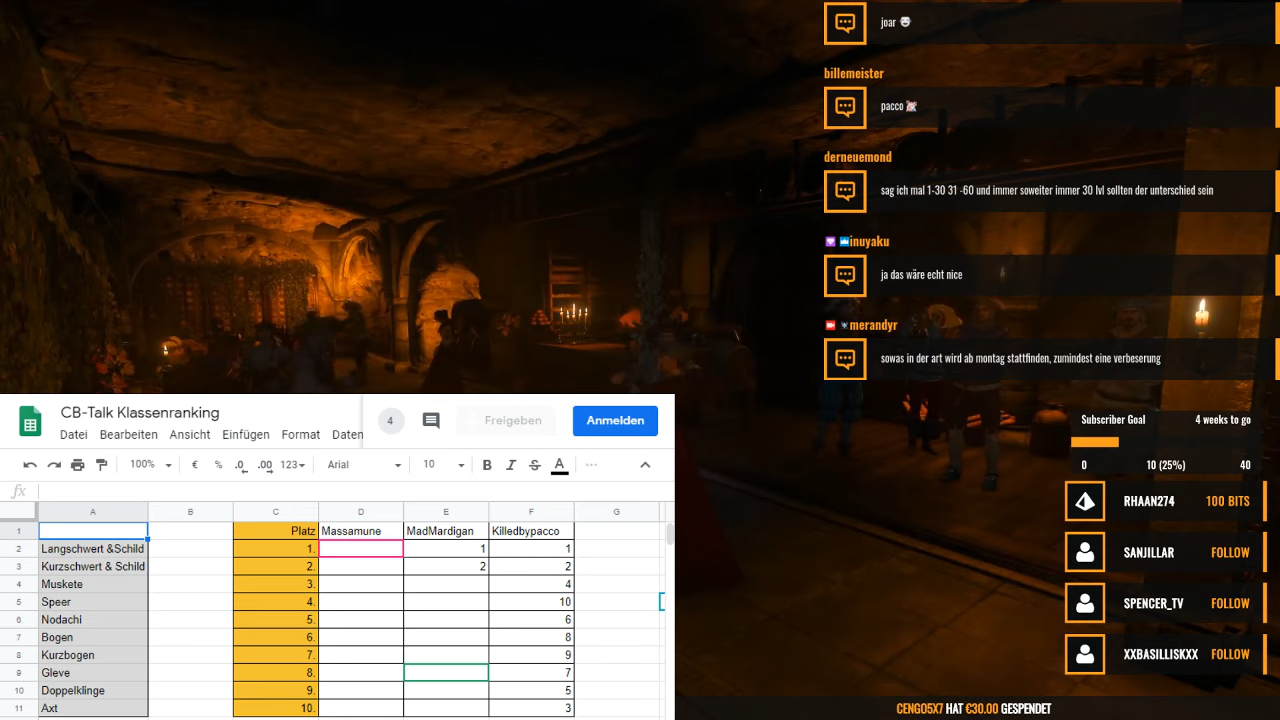 joar
billemeister
pacco
derneuemond
sag ich mal 1-30 31 -60 und immer soweiter immer 30 lvl sollten der unterschied sein
inuyaku
ja das wäre echt nice
merandyr
sowas in der art wird ab montag stattfinden, zumindest eine verbeserung
Subscriber Goal 4 weeks to go
0 10 (25%) 40
RHAAN274 100 BITS
SANJILLAR FOLLOW
SPENCER_TV FOLLOW
XXBASILLISKXX FOLLOW
CENGO5X7 HAT €30.00 GESPENDET
CB-Talk Klassenranking
Datei Bearbeiten Ansicht Einfügen Format Daten
4 Freigeben Anmelden
100% € % .0 .00 123 Arial 10 B I S A ...
fx
A B C D E F G
1 Platz Massamune MadMardigan Killedbypacco
2 Langschwert &Schild 1. 1 1
3 Kurzschwert & Schild 2. 2 2
4 Muskete 3. 4
5 Speer 4. 10
6 Nodachi 5. 6
7 Bogen 6. 8
8 Kurzbogen 7. 9
9 Gleve 8. 7
10 Doppelklinge 9. 5
11 Axt 10. 3